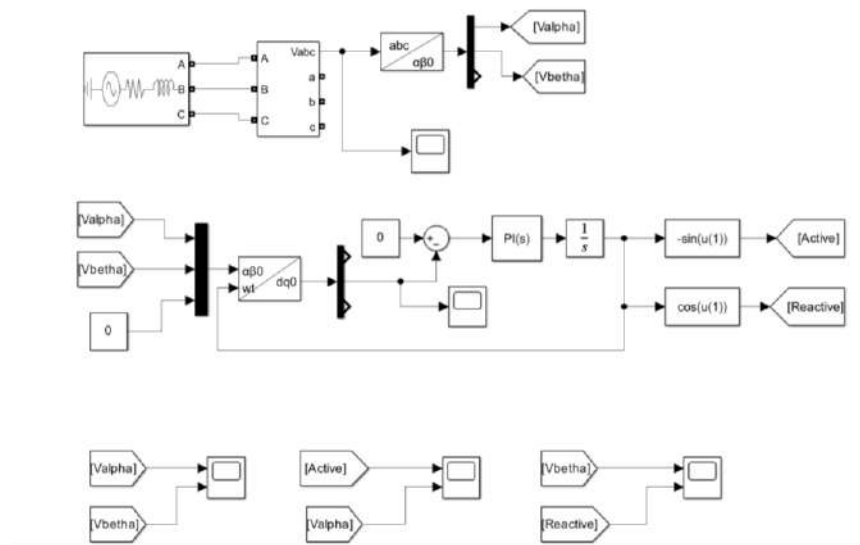 A
B
C
A
B
C
Vabc
a
b
c
abc
αβ0
[Valpha]
[Vbetha]
[Valpha]
[Vbetha]
0
αβ0
wt
dq0
0
+
-
PI(s)
1
s
-sin(u(1))
cos(u(1))
[Active]
[Reactive]
[Valpha]
[Vbetha]
[Active]
[Valpha]
[Vbetha]
[Reactive]